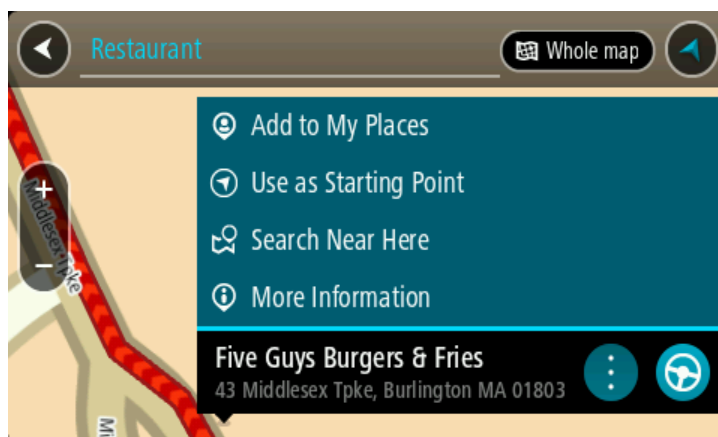 Restaurant
Whole map
Add to My Places
Use as Starting Point
Search Near Here
More Information
+
Middlesex Tpke
−
Five Guys Burgers & Fries
43 Middlesex Tpke, Burlington MA 01803
Mi